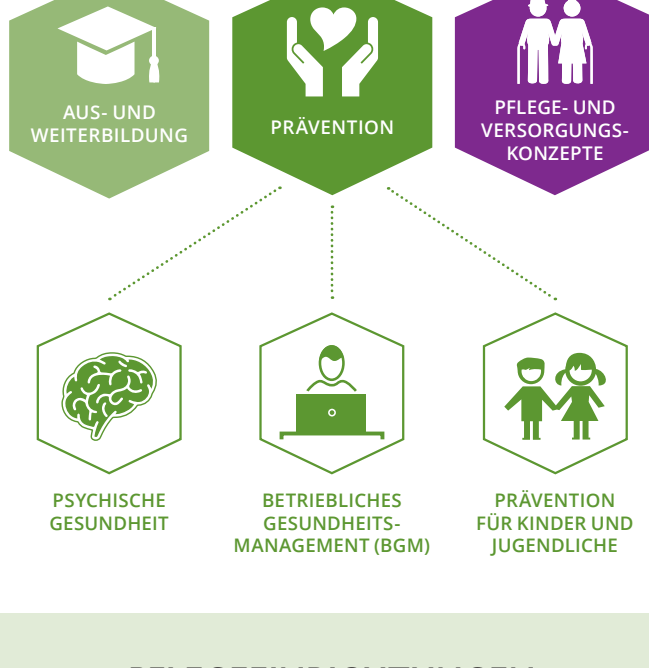 AUS- UND
WEITERBILDUNG
PRÄVENTION
PFLEGE- UND
VERSORGUNGS-
KONZEPTE
PSYCHISCHE
GESUNDHEIT
BETRIEBLICHES
GESUNDHEITS-
MANAGEMENT (BGM)
PRÄVENTION
FÜR KINDER UND
JUGENDLICHE